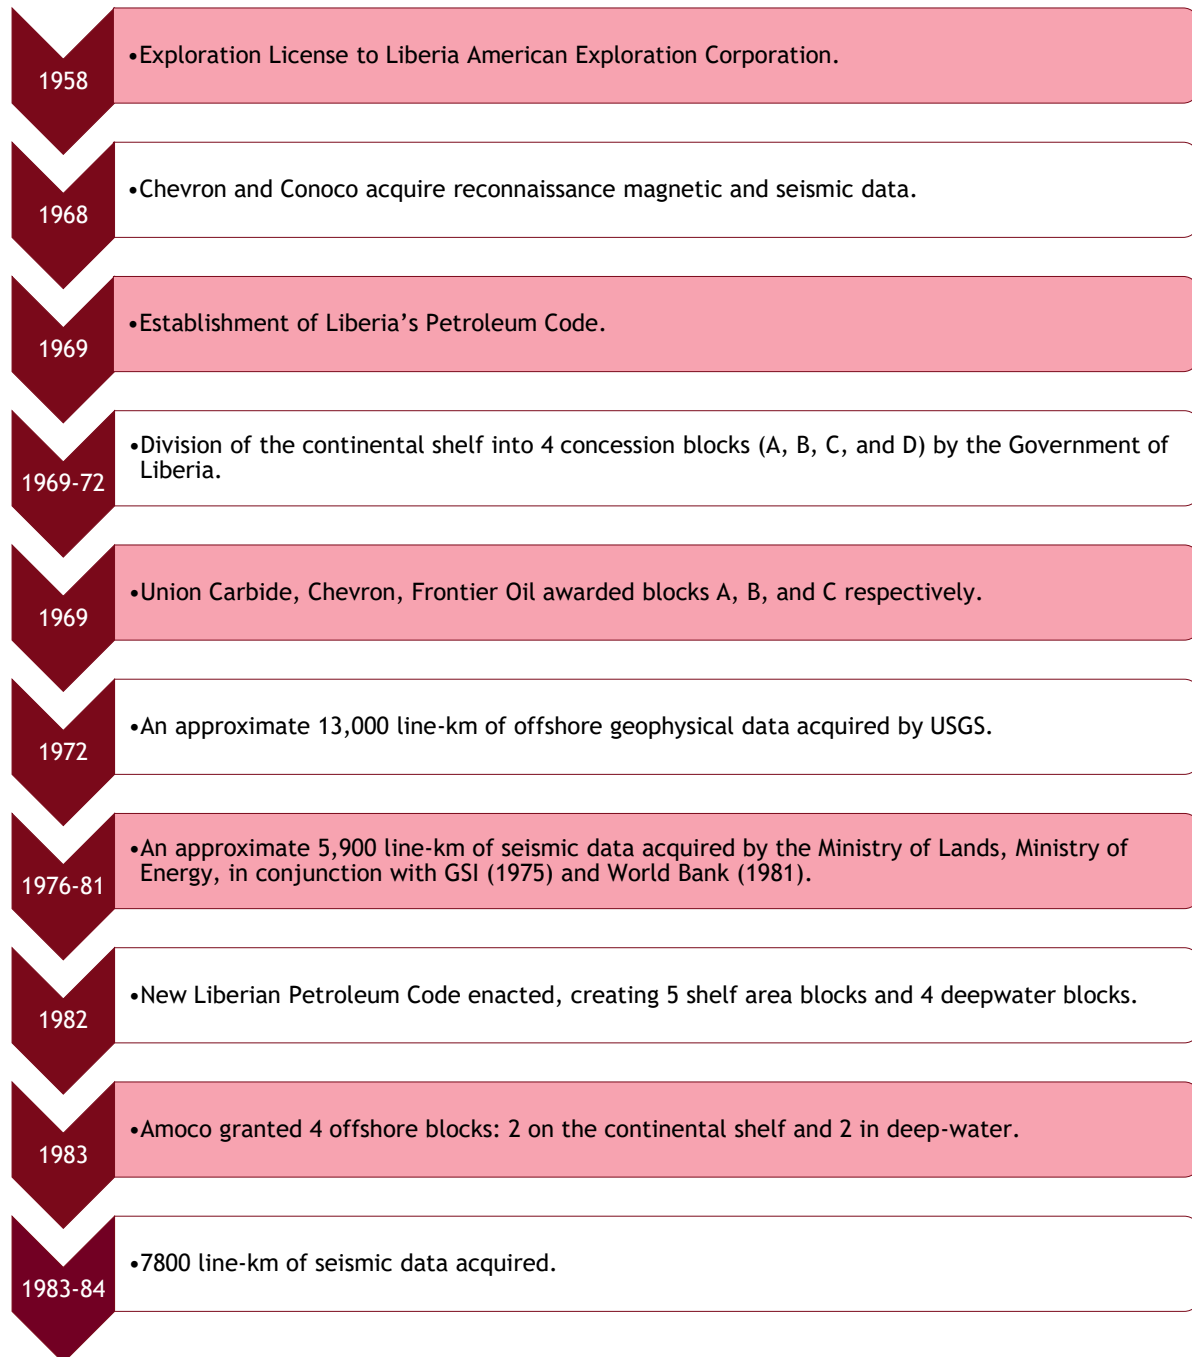 1958
•Exploration License to Liberia American Exploration Corporation.
1968
•Chevron and Conoco acquire reconnaissance magnetic and seismic data.
1969
•Establishment of Liberia’s Petroleum Code.
1969-72
•Division of the continental shelf into 4 concession blocks (A, B, C, and D) by the Government of
Liberia.
1969
•Union Carbide, Chevron, Frontier Oil awarded blocks A, B, and C respectively.
1972
•An approximate 13,000 line-km of offshore geophysical data acquired by USGS.
1976-81
•An approximate 5,900 line-km of seismic data acquired by the Ministry of Lands, Ministry of
Energy, in conjunction with GSI (1975) and World Bank (1981).
1982
•New Liberian Petroleum Code enacted, creating 5 shelf area blocks and 4 deepwater blocks.
1983
•Amoco granted 4 offshore blocks: 2 on the continental shelf and 2 in deep-water.
1983-84
•7800 line-km of seismic data acquired.